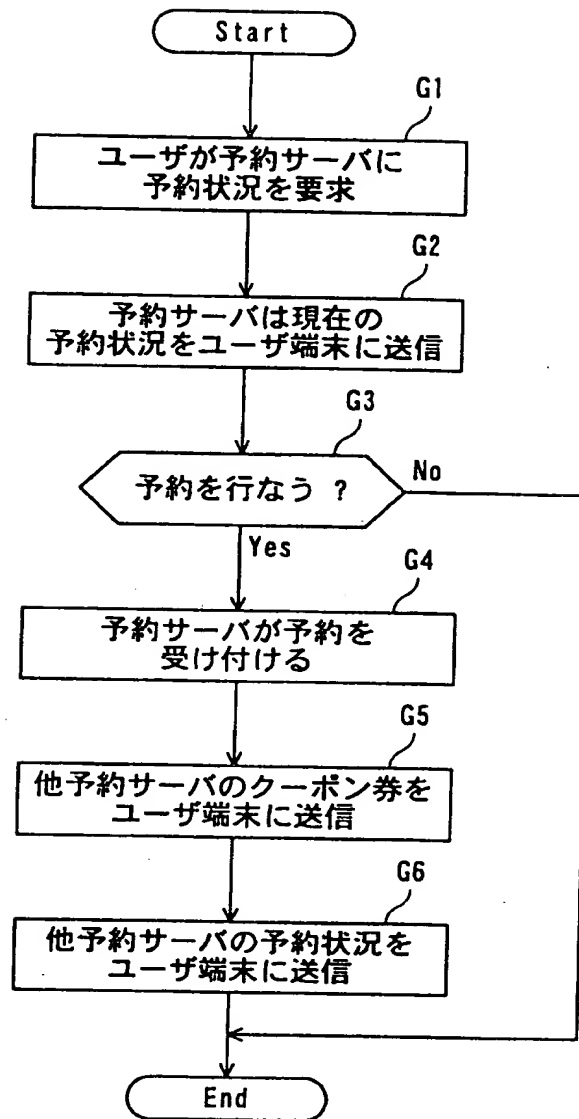 Start
G1
ユーザが予約サーバに
予約状況を要求
G2
予約サーバは現在の
予約状況をユーザ端末に送信
G3
予約を行なう ?
No
Yes
G4
予約サーバが予約を
受け付ける
G5
他予約サーバのクーポン券を
ユーザ端末に送信
G6
他予約サーバの予約状況を
ユーザ端末に送信
End